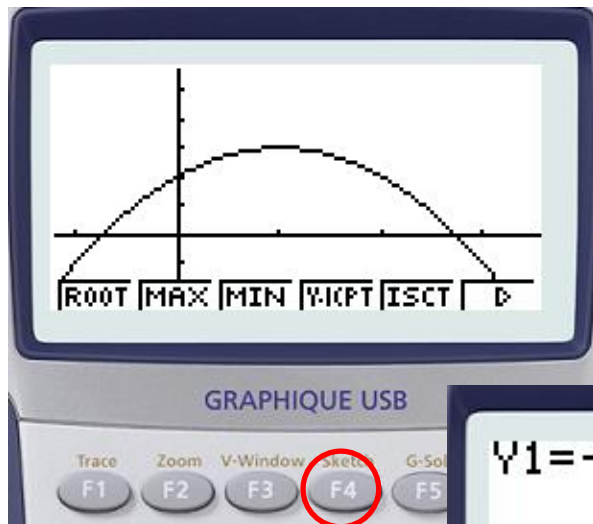 ROOT MAX MIN Y-ICPT ISCT ▷
GRAPHIQUE USB
Trace Zoom V-Window Sketch G-Sol
F1 F2 F3 F4 F5
Y1=-